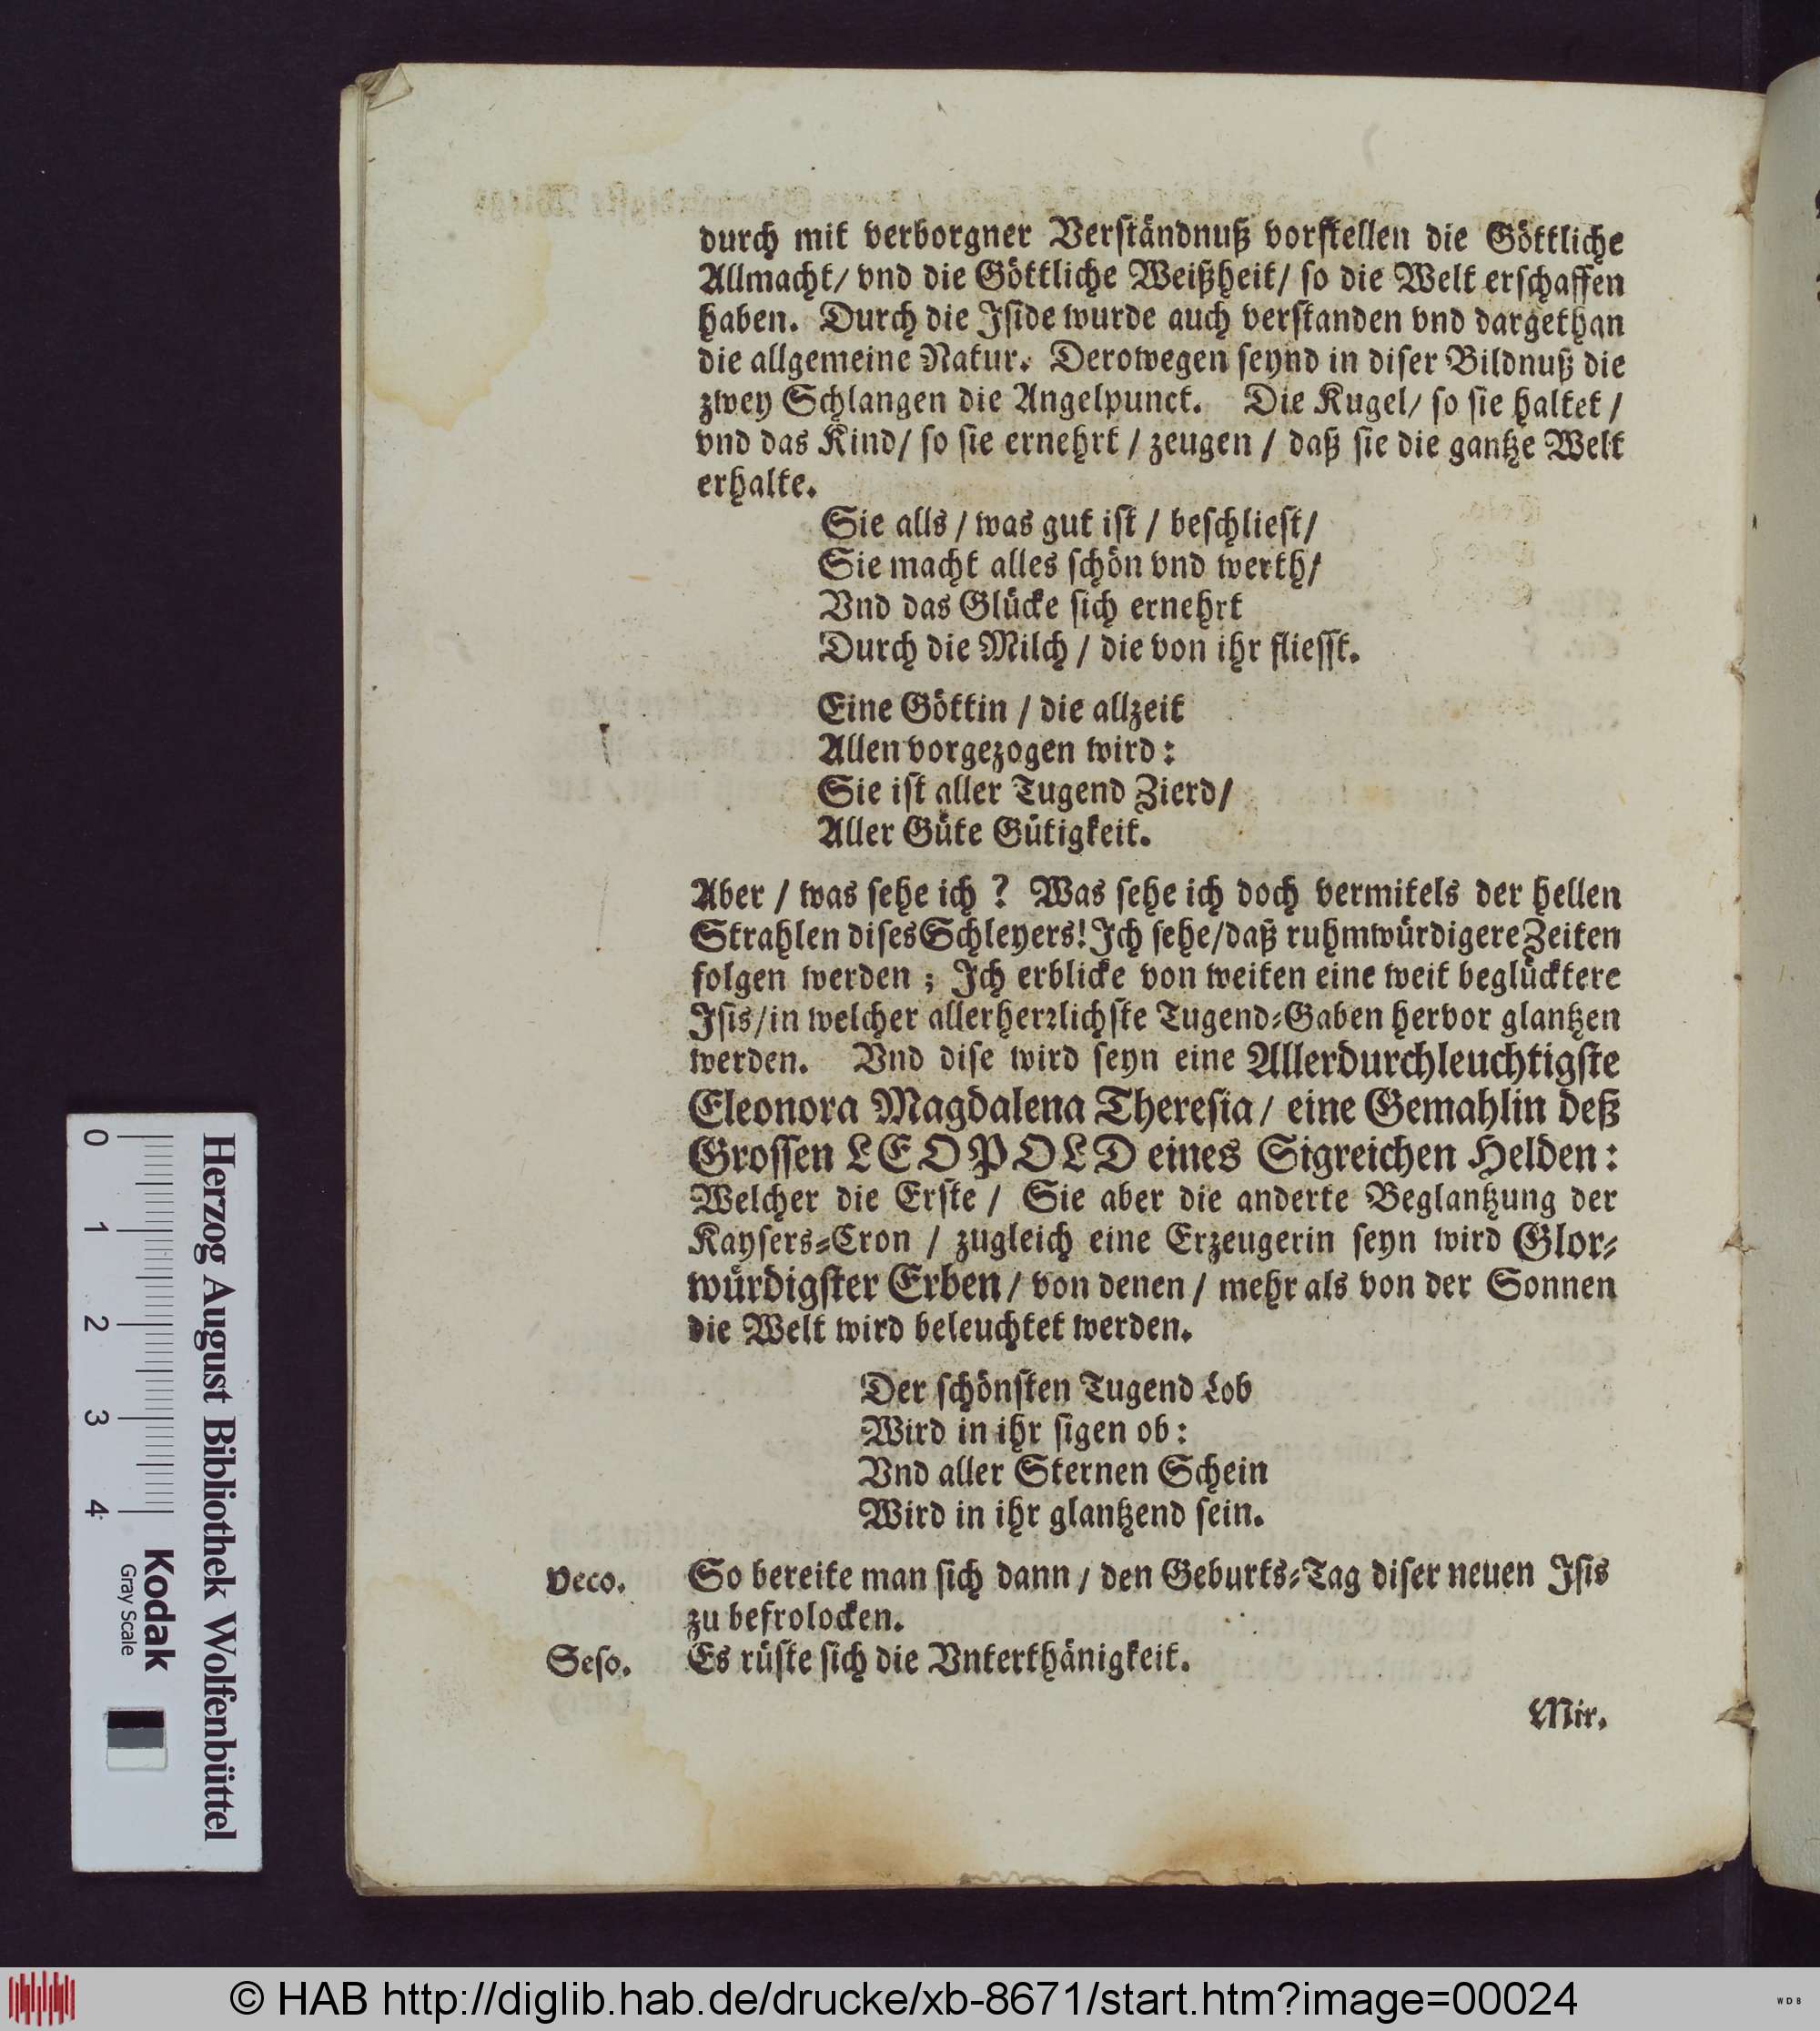 durch mit verborgner Verständnuß vorstellen die Göttliche
Allmacht/ vnd die Göttliche Weißheit/ so die Welt erschaffen
haben. Durch die Iside wurde auch verstanden vnd dargethan
die allgemeine Natur. Derowegen seynd in diser Bildnuß die
zwey Schlangen die Angelpunct. Die Kugel/ so sie haltet /
vnd das Kind/ so sie ernehrt / zeugen / daß sie die gantze Welt
erhalte.
Sie alls / was gut ist / beschliest/
Sie macht alles schön vnd werth/
Vnd das Glücke sich ernehrt
Durch die Milch / die von ihr fliesst.
Eine Göttin / die allzeit
Allen vorgezogen wird :
Sie ist aller Tugend Zierd/
Aller Güte Gütigkeit.
Aber / was sehe ich ? Was sehe ich doch vermitels der hellen
Strahlen dises Schleyers! Ich sehe/daß ruhmwürdigere Zeiten
folgen werden ; Ich erblicke von weiten eine weit beglücktere
Isis/in welcher allerherrlichste Tugend-Gaben hervor glantzen
werden. Vnd dise wird seyn eine Allerdurchleuchtigste
Eleonora Magdalena Theresia/ eine Gemahlin deß
Grossen LEOPOLD eines Sigreichen Helden :
Welcher die Erste / Sie aber die anderte Beglantzung der
Kaysers-Cron / zugleich eine Erzeugerin seyn wird Glor-
würdigster Erben/ von denen / mehr als von der Sonnen
die Welt wird beleuchtet werden.
Der schönsten Tugend Lob
Wird in ihr sigen ob :
Vnd aller Sternen Schein
Wird in ihr glantzend sein.
Veco. So bereite man sich dann / den Geburts-Tag diser neuen Isis
zu befrolocken.
Seso. Es rüste sich die Vnterthänigkeit.
Mir.
Herzog August Bibliothek Wolfenbüttel
0 1 2 3 4
Kodak
Gray Scale
© HAB http://diglib.hab.de/drucke/xb-8671/start.htm?image=00024
WDB